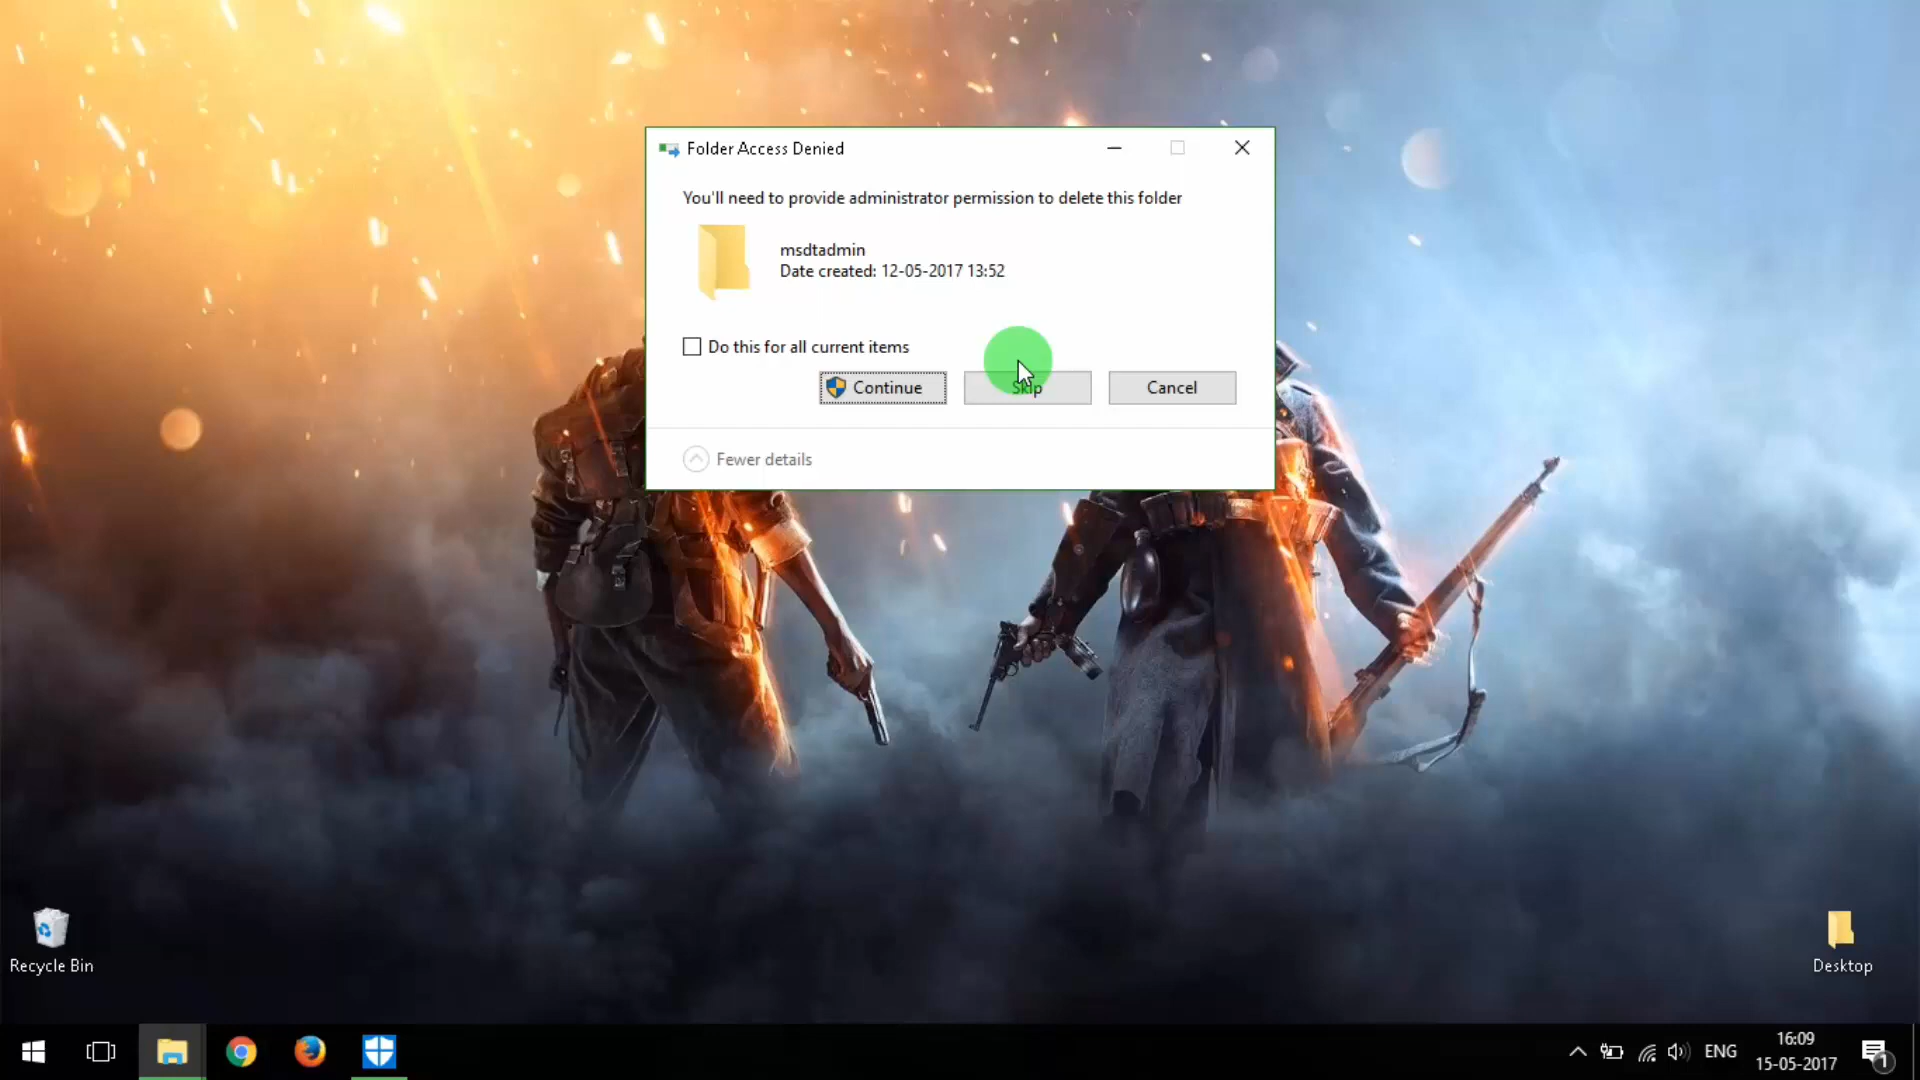 Folder Access Denied
You'll need to provide administrator permission to delete this folder
msdtadmin
Date created: 12-05-2017 13:52
Do this for all current items
Continue
Skip
Cancel
Fewer details
Recycle Bin
Desktop
ENG
16:09
15-05-2017
1